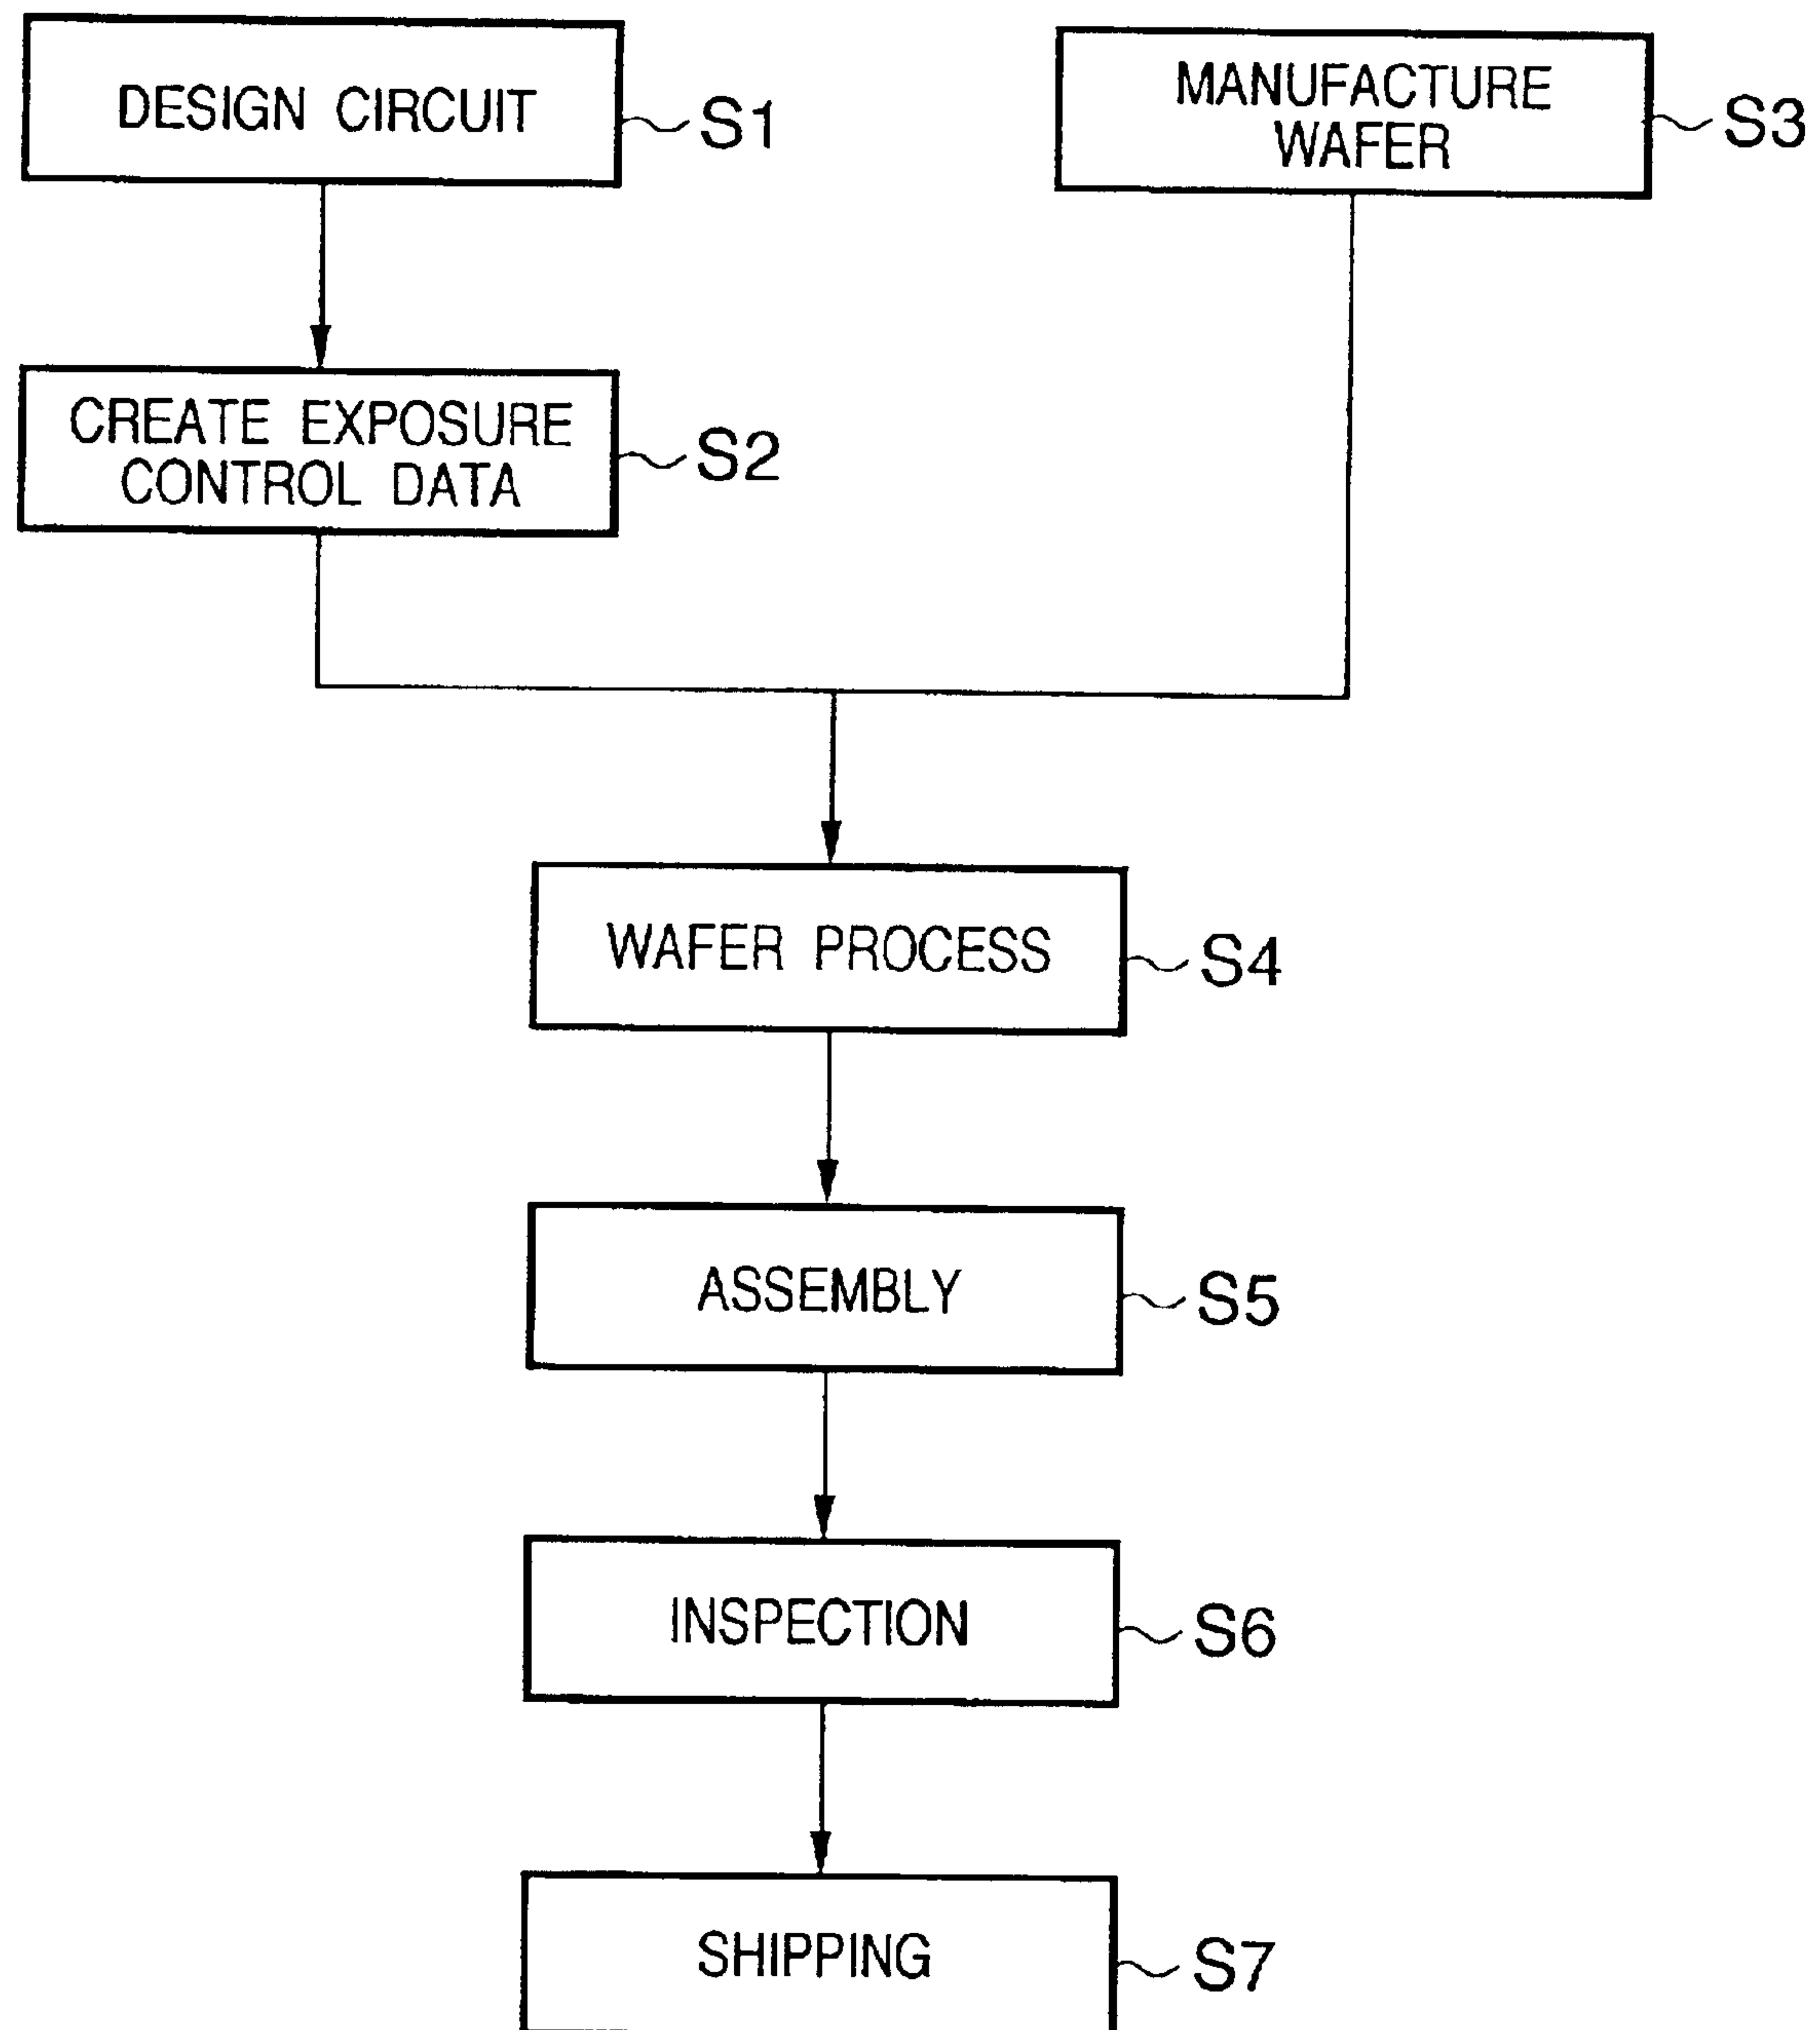 DESIGN CIRCUIT
S1
MANUFACTURE
WAFER
S3
CREATE EXPOSURE
CONTROL DATA
S2
WAFER PROCESS
S4
ASSEMBLY
S5
INSPECTION
S6
SHIPPING
S7